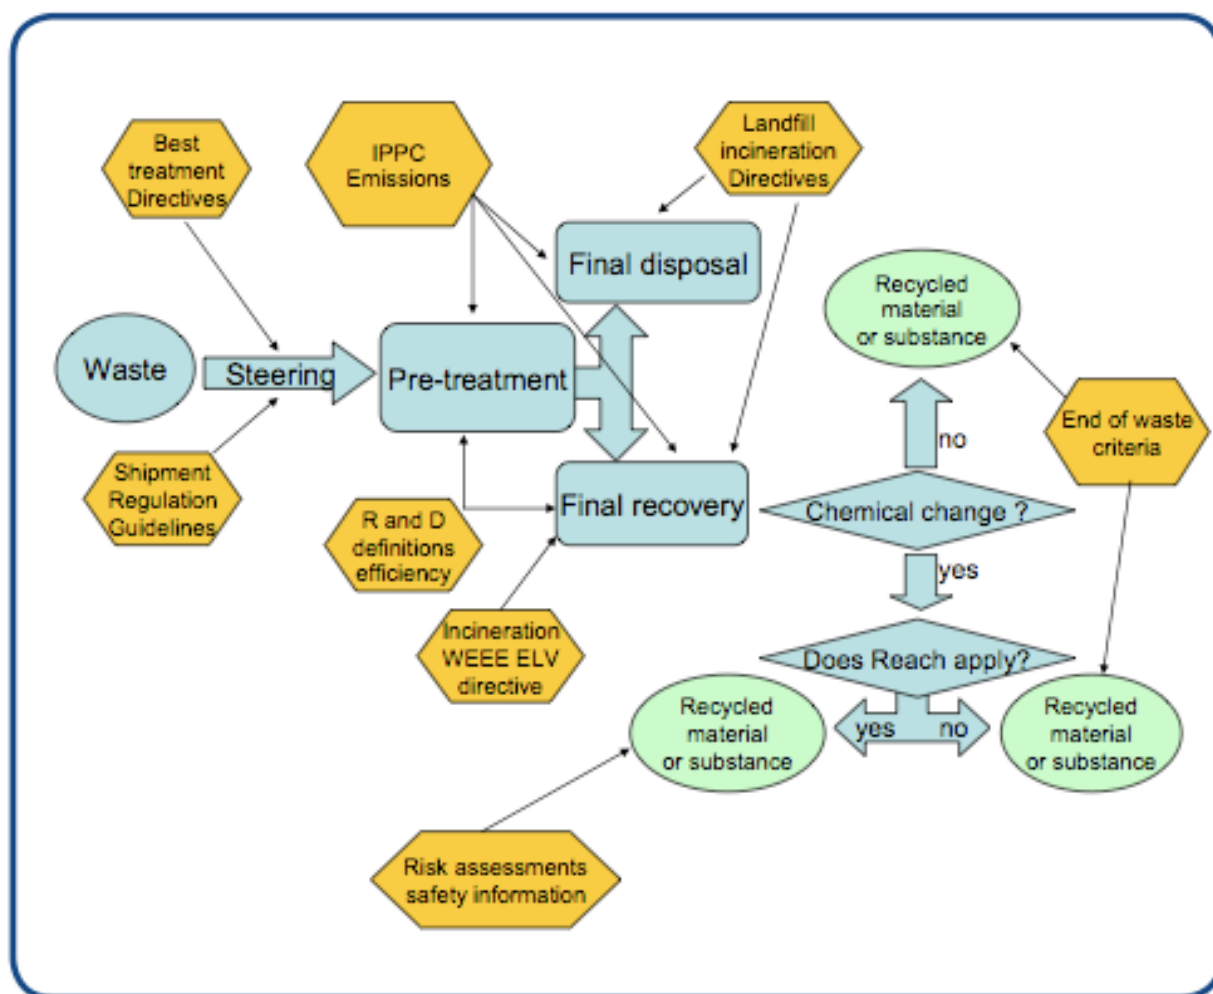 Best
treatment
Directives
IPPC
Emissions
Landfill
incineration
Directives
Final disposal
Recycled
material
or substance
Waste
Steering
Pre-treatment
End of waste
criteria
no
Shipment
Regulation
Guidelines
R and D
definitions
efficiency
Final recovery
Chemical change ?
yes
Incineration
WEEE ELV
directive
Does Reach apply?
Recycled
material
or substance
yes
no
Recycled
material
or substance
Risk assessments
safety information